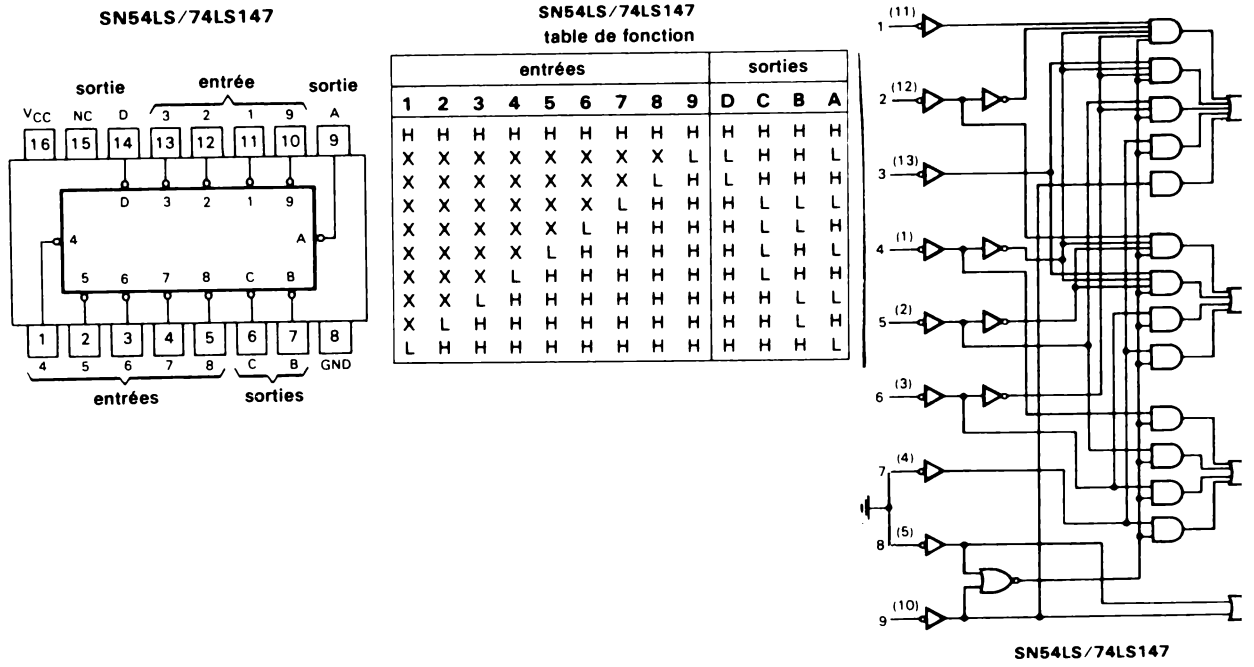 SN54LS/74LS147
sortie entrée sortie
VCC NC D 3 2 1 9 A
16 15 14 13 12 11 10 9
D 3 2 1 9
4 A
5 6 7 8 C B
1 2 3 4 5 6 7 8
4 5 6 7 8 C B GND
entrées sorties
SN54LS/74LS147
table de fonction
entrées sorties
1 2 3 4 5 6 7 8 9 D C B A
H H H H H H H H H H H H H
X X X X X X X X L L H H L
X X X X X X X L H L H H H
X X X X X X L H H H L L L
X X X X X L H H H H L L H
X X X X L H H H H H L H L
X X X L H H H H H H L H H
X X L H H H H H H H H L L
X L H H H H H H H H H L H
L H H H H H H H H H H H L
1 (11)
2 (12)
3 (13)
4 (1)
5 (2)
6 (3)
7 (4)
8 (5)
9 (10)
SN54LS/74LS147